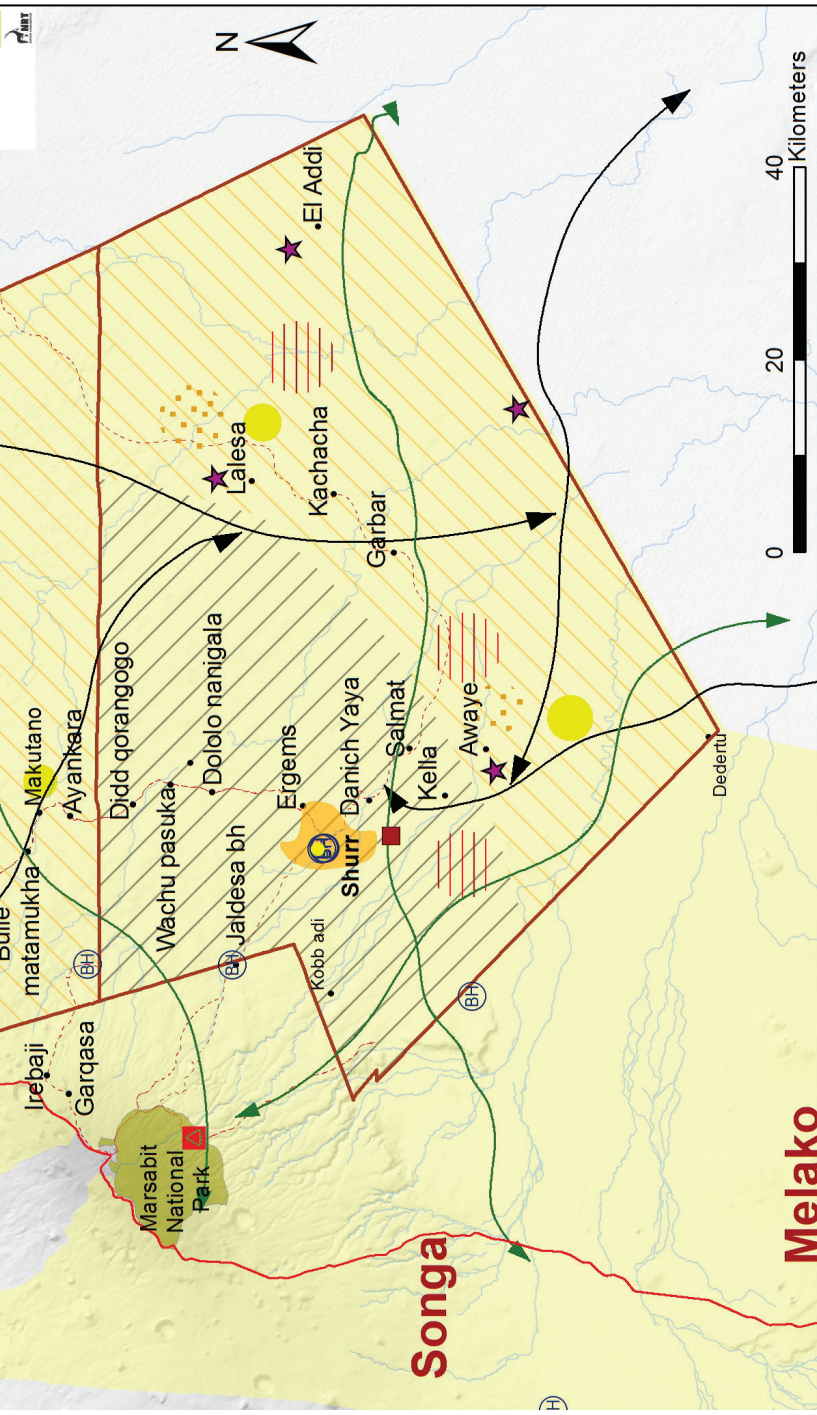 NRT
Bulle
matamukha
Makutano
Irebaji
Ayankara
Garqasa
BH
Didd qorangogo
Marsabit
National
Park
Wachu pasuka
Dololo nanigala
N
BH
Jaldesa bh
Lalesa
Ergems
El Addi
Kobb adi
Kachacha
Shurr
Danich Yaya
Garbar
Salmat
Kella
Songa
Awaye
BH
Dedertu
0 20 40
Kilometers
Melako